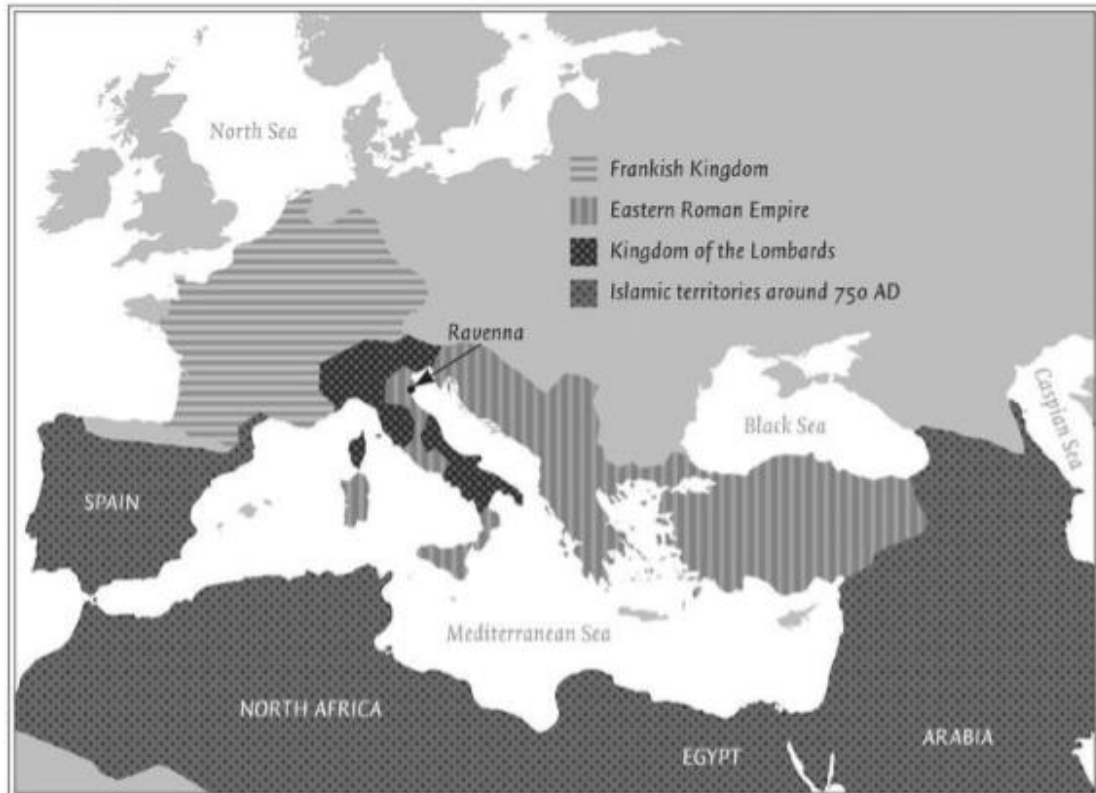 North Sea
Frankish Kingdom
Eastern Roman Empire
Kingdom of the Lombards
Islamic territories around 750 AD
Ravenna
Caspian Sea
Black Sea
SPAIN
Mediterranean Sea
NORTH AFRICA
ARABIA
EGYPT